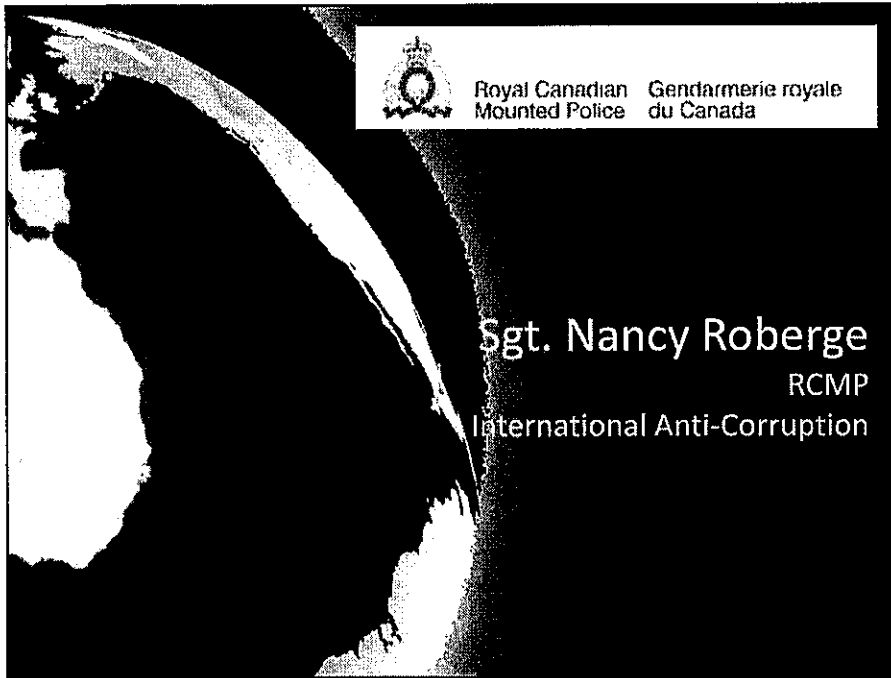 Royal Canadian Gendarmerie royale
Mounted Police du Canada
Sgt. Nancy Roberge
RCMP
International Anti-Corruption